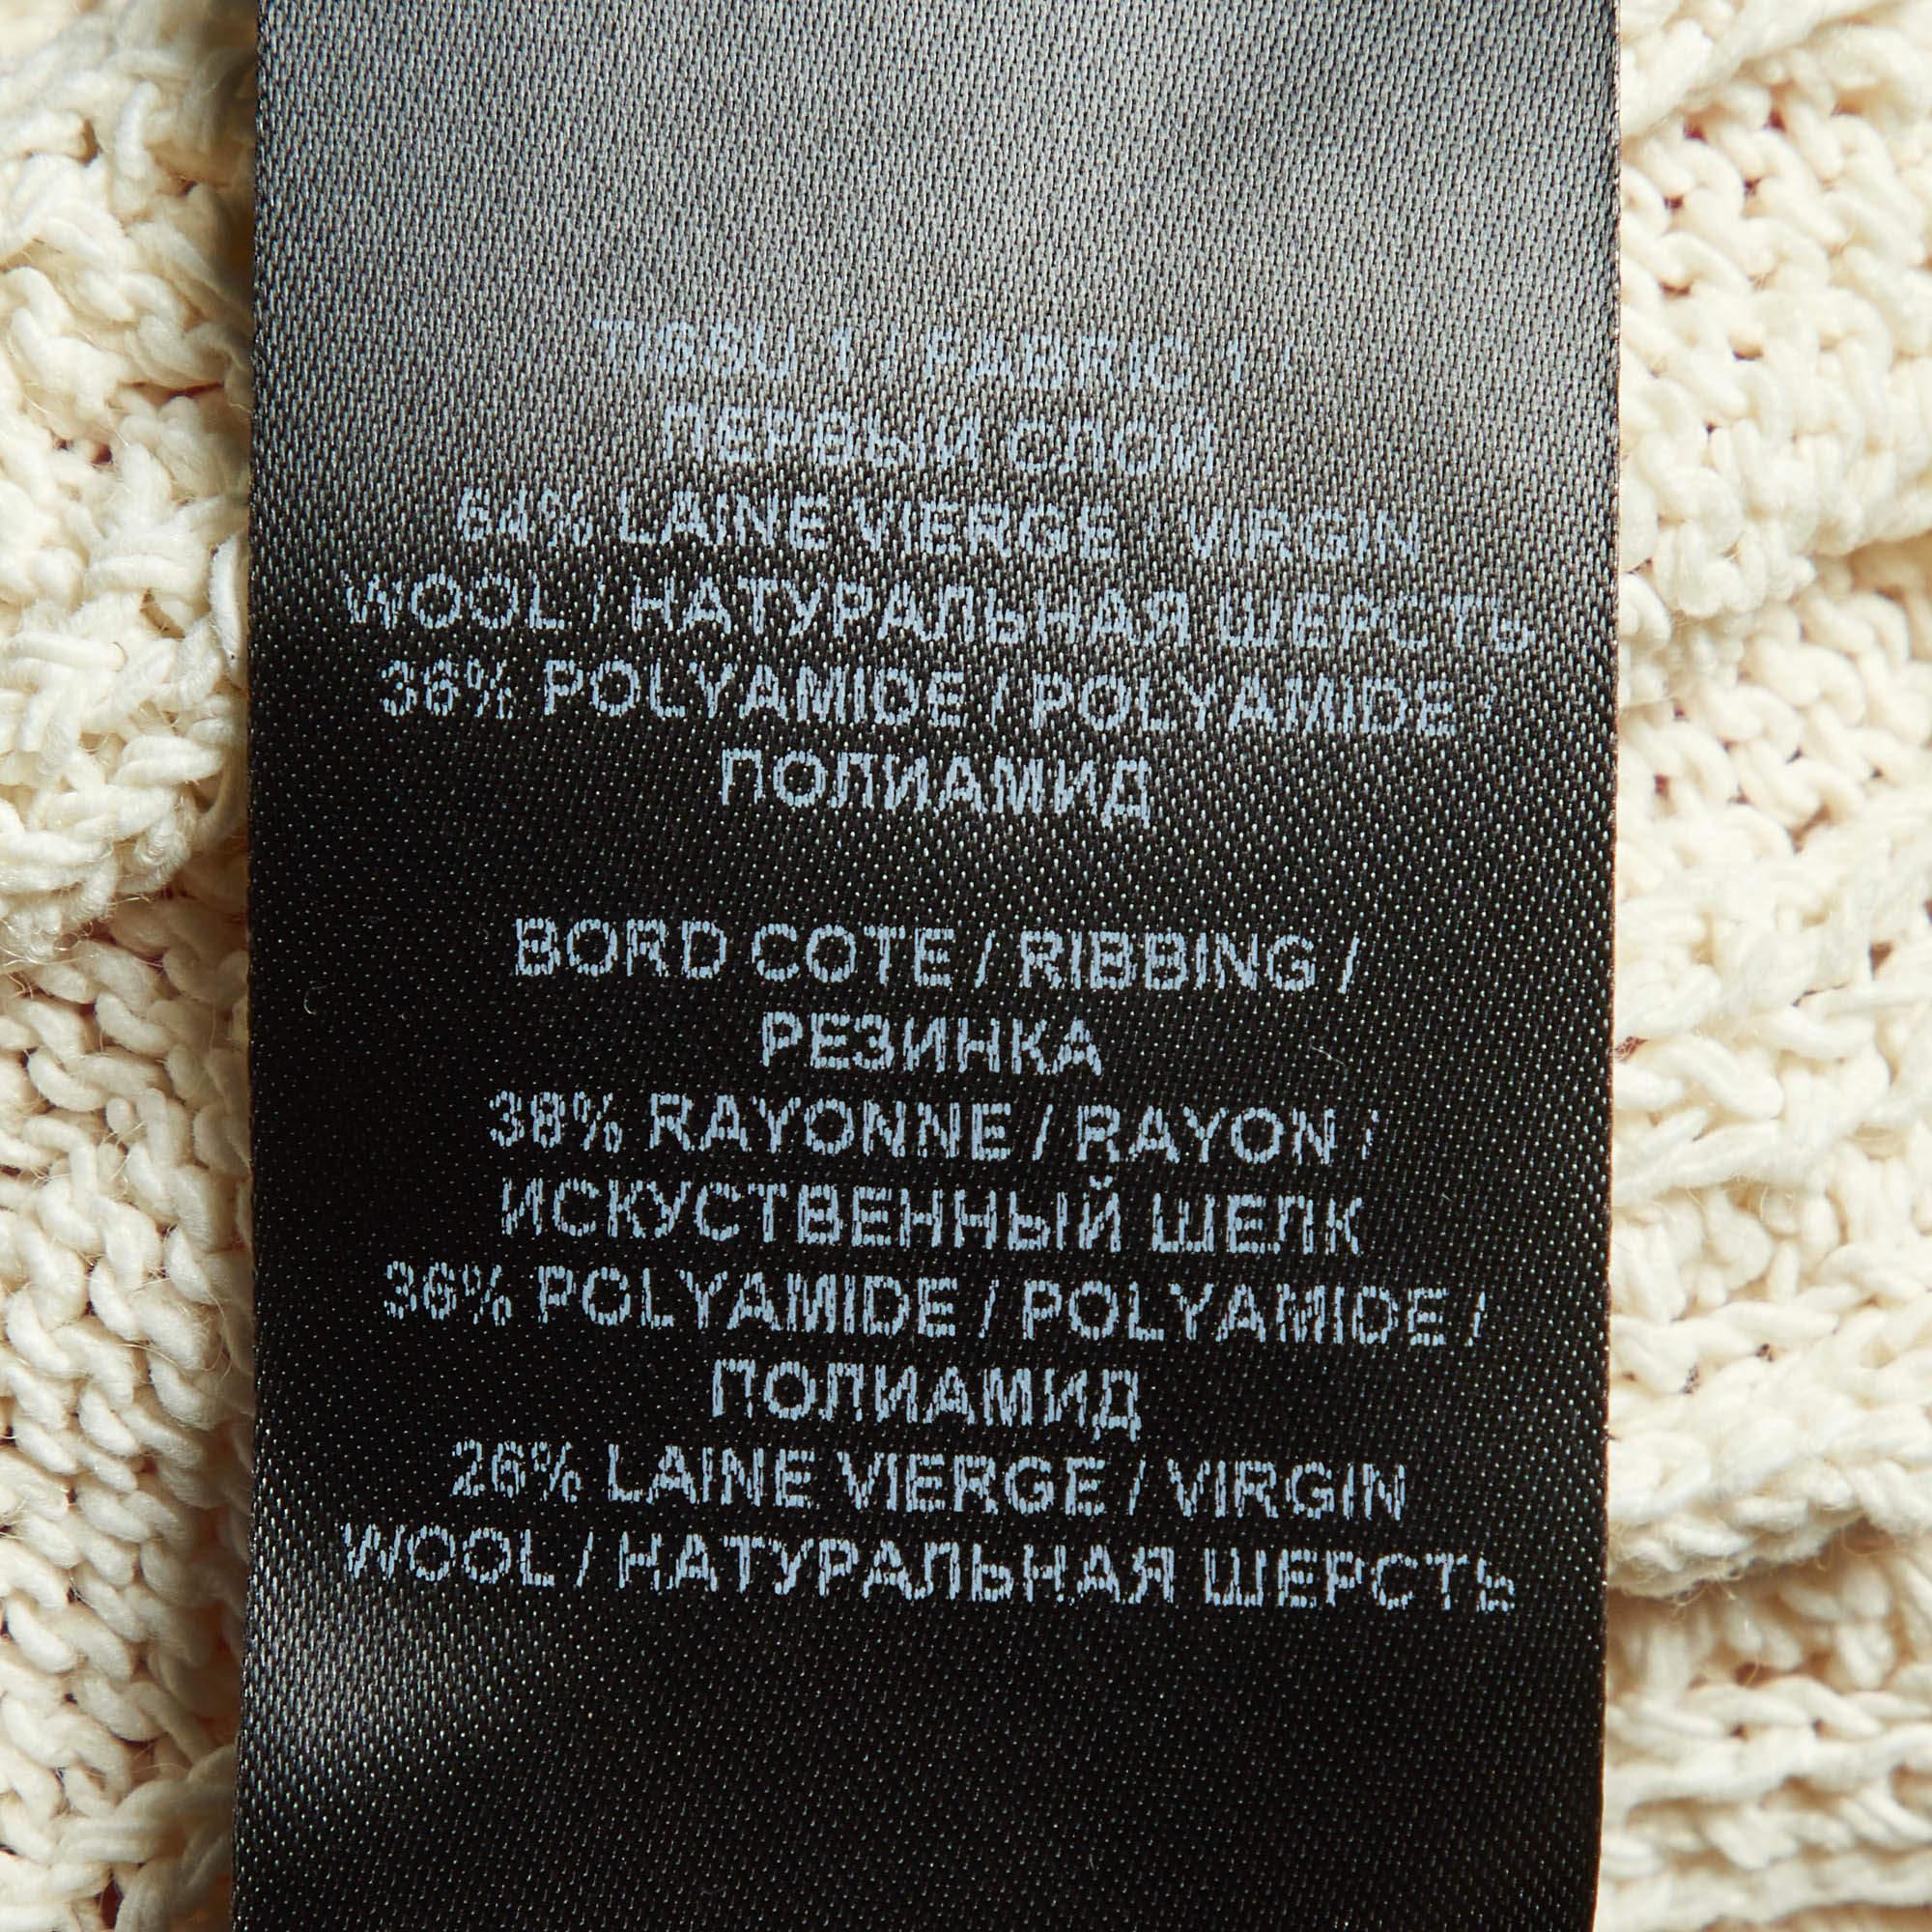 TISSU 1 / FABRIC 1 /
ПЕРВЫЙ СЛОЙ
64% LAINE VIERGE / VIRGIN
WOOL / НАТУРАЛЬНАЯ ШЕРСТЬ
36% POLYAMIDE / POLYAMIDE /
ПОЛИАМИД
BORD COTE / RIBBING /
РЕЗИНКА
38% RAYONNE / RAYON /
ИСКУСТВЕННЫЙ ШЕЛК
36% POLYAMIDE / POLYAMIDE /
ПОЛИАМИД
26% LAINE VIERGE / VIRGIN
WOOL / НАТУРАЛЬНАЯ ШЕРСТЬ